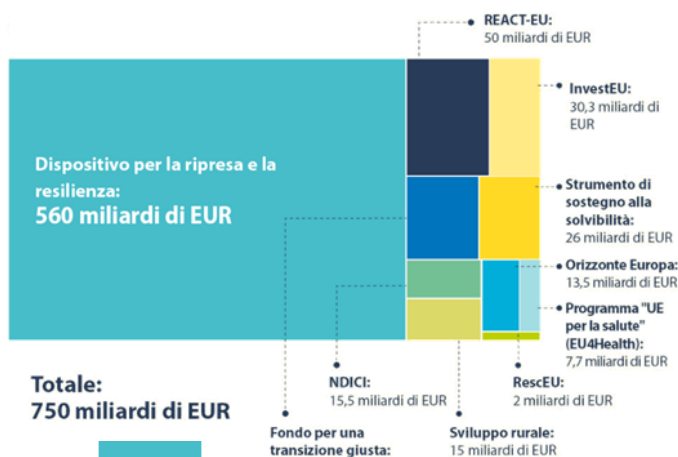 REACT-EU:
50 miliardi di EUR
InvestEU:
30,3 miliardi di
EUR
Dispositivo per la ripresa e la
resilienza:
560 miliardi di EUR
Strumento di
sostegno alla
solvibilità:
26 miliardi di EUR
Orizzonte Europa:
13,5 miliardi di EUR
Programma "UE
per la salute"
(EU4Health):
7,7 miliardi di EUR
Totale:
750 miliardi di EUR
NDICI:
15,5 miliardi di EUR
RescEU:
2 miliardi di EUR
Fondo per una
transizione giusta:
Sviluppo rurale:
15 miliardi di EUR